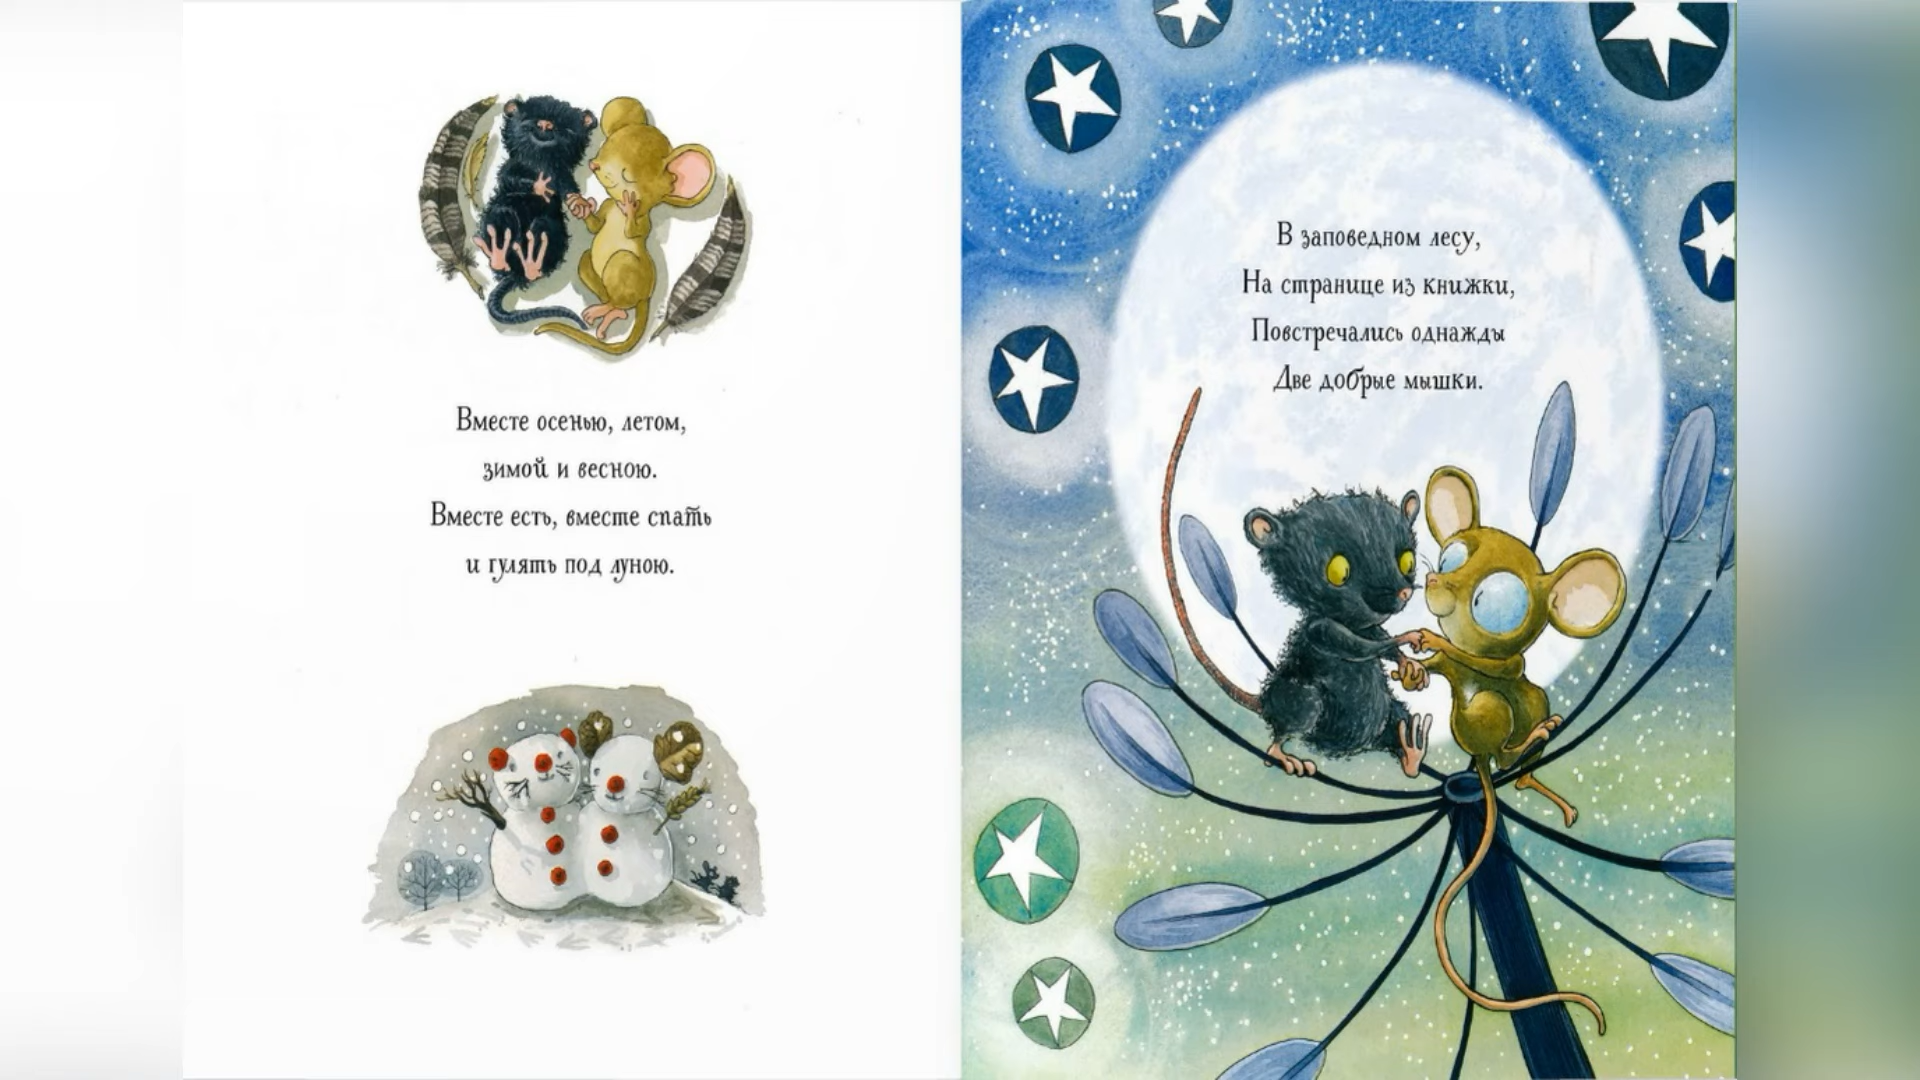 Вместе осенью, летом,
зимой и весною.
Вместе есть, вместе спать
и гулять под луною.
В заповедном лесу,
На странице из книжки,
Повстречались однажды
Две добрые мышки.